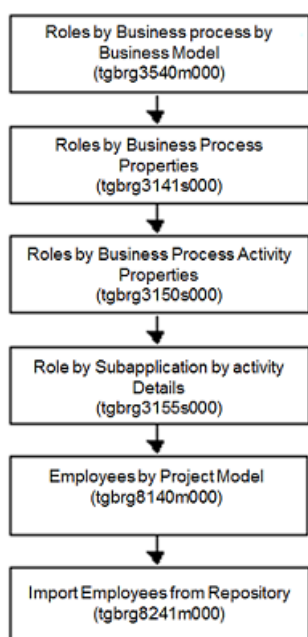 Roles by Business process by
Business Model
(tgbrg3540m000)
Roles by Business Process
Properties
(tgbrg3141s000)
Roles by Business Process Activity
Properties
(tgbrg3150s000)
Role by Subapplication by activity
Details
(tgbrg3155s000)
Employees by Project Model
(tgbrg8140m000)
Import Employees from Repository
(tgbrg8241m000)